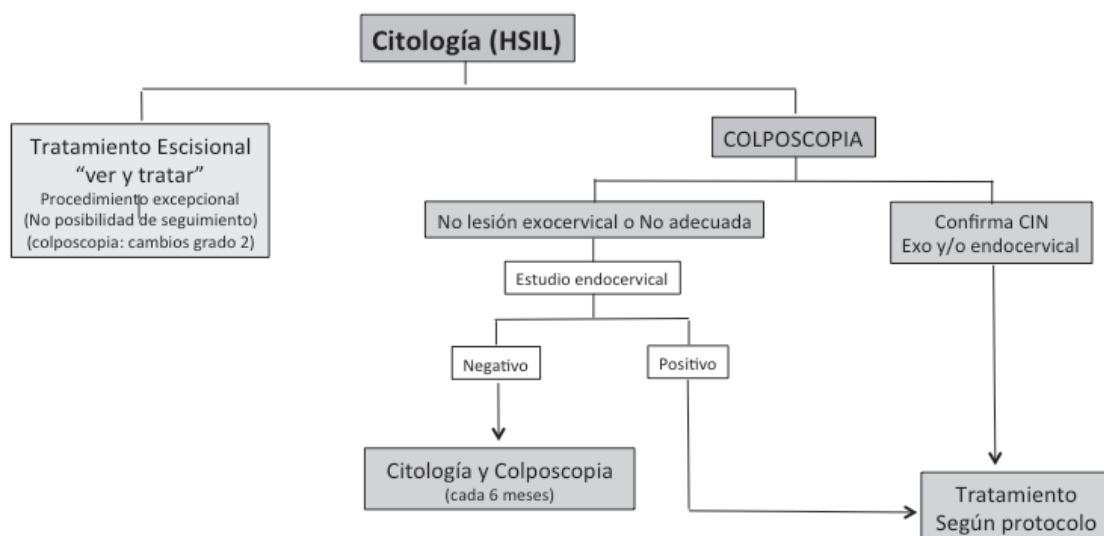 Citología (HSIL)
Tratamiento Escisional
“ver y tratar”
Procedimiento excepcional
(No posibilidad de seguimiento)
(colposcopia: cambios grado 2)
COLPOSCOPIA
No lesión exocervical o No adecuada
Confirma CIN
Exo y/o endocervical
Estudio endocervical
Negativo
Positivo
Citología y Colposcopia
(cada 6 meses)
Tratamiento
Según protocolo